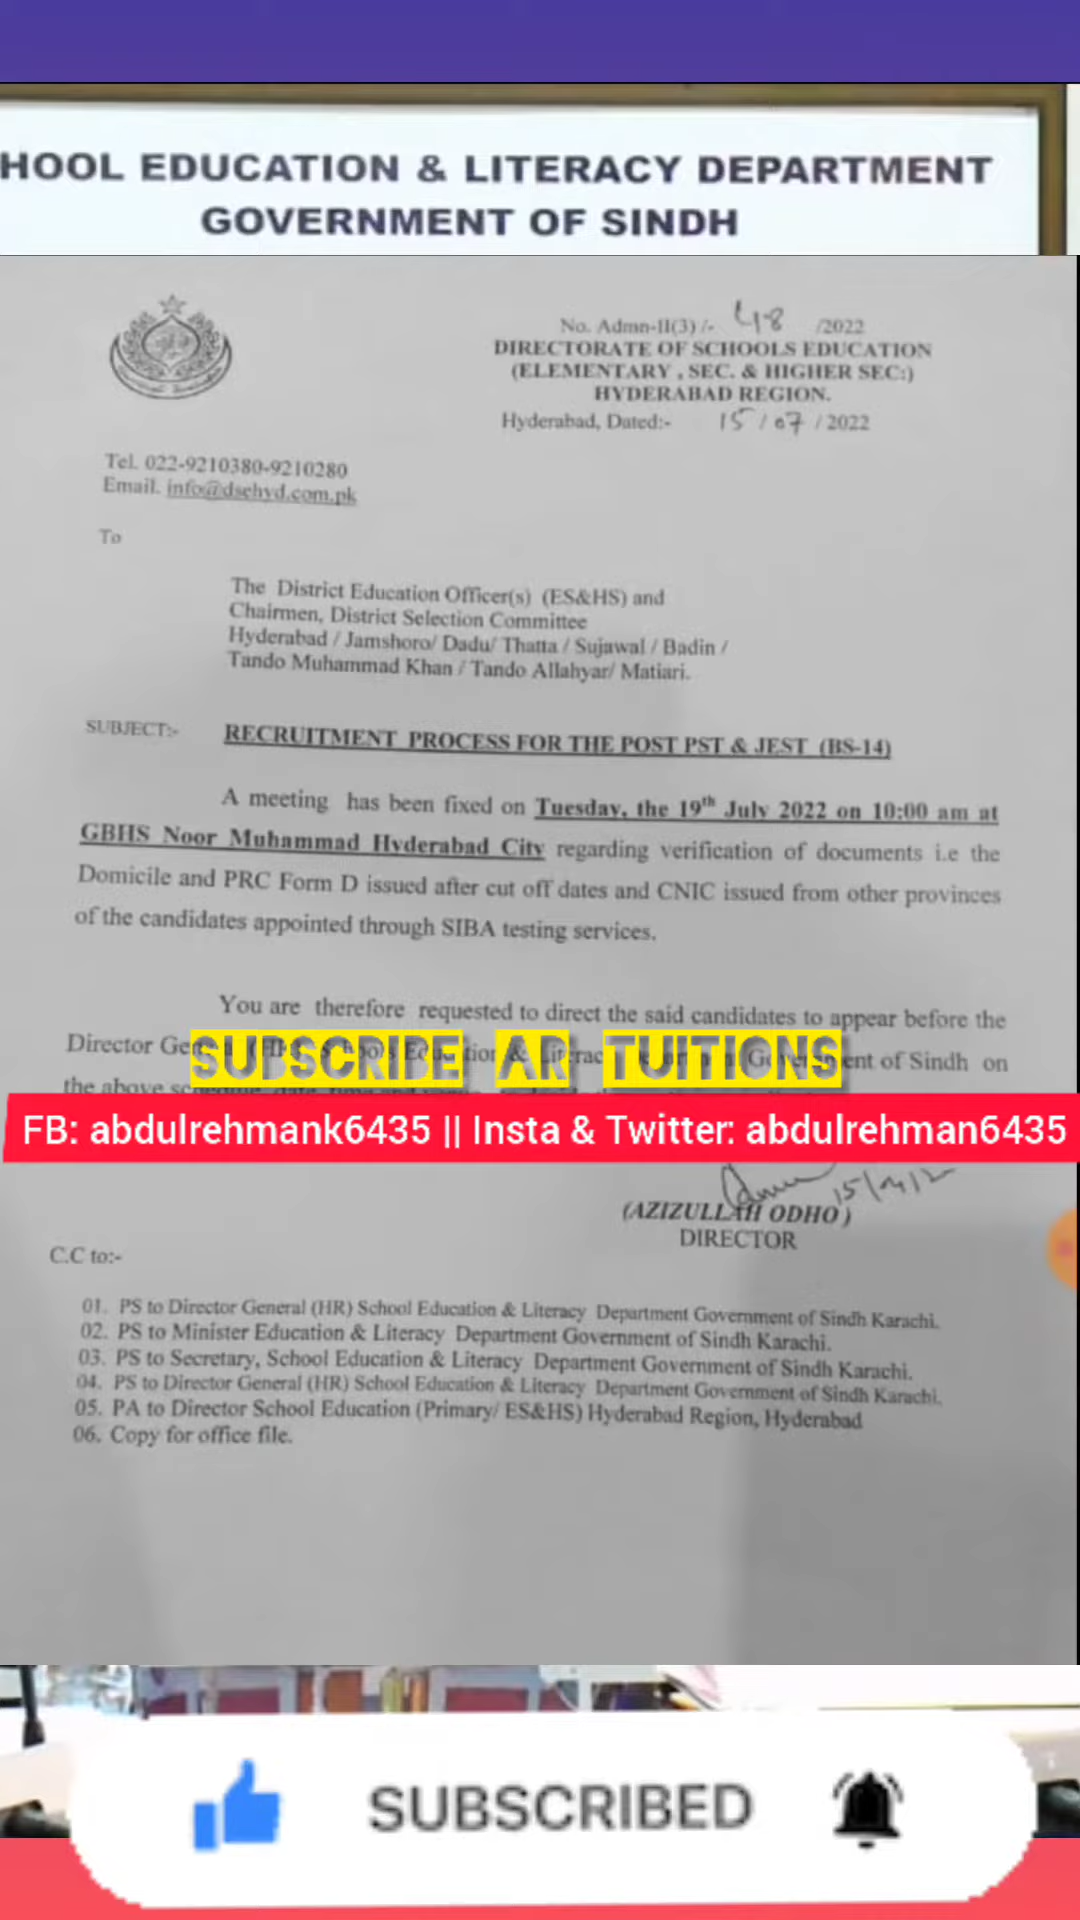 HOOL EDUCATION & LITERACY DEPARTMENT
GOVERNMENT OF SINDH
No. Admn-II(3) /- 418 /2022
DIRECTORATE OF SCHOOLS EDUCATION
(ELEMENTARY , SEC. & HIGHER SEC:)
HYDERABAD REGION.
Hyderabad, Dated:- 15 / 07 / 2022
Tel. 022-9210380-9210280
Email. info@dsehyd.com.pk
To
The District Education Officer(s) (ES&HS) and
Chairmen, District Selection Committee
Hyderabad / Jamshoro/ Dadu/ Thatta / Sujawal / Badin /
Tando Muhammad Khan / Tando Allahyar/ Matiari.
SUBJECT:- RECRUITMENT PROCESS FOR THE POST PST & JEST (BS-14)
A meeting has been fixed on Tuesday, the 19th July 2022 on 10:00 am at
GBHS Noor Muhammad Hyderabad City regarding verification of documents i.e the
Domicile and PRC Form D issued after cut off dates and CNIC issued from other provinces
of the candidates appointed through SIBA testing services.
You are therefore requested to direct the said candidates to appear before the
Director of Sindh on
SUBSCRIBE AR TUITIONS
the above
FB: abdulrehmank6435 || Insta & Twitter: abdulrehman6435
(AZIZULLAH ODHO)
DIRECTOR
C.C to:-
01. PS to Director General (HR) School Education & Literacy Department Government of Sindh Karachi.
02. PS to Minister Education & Literacy Department Government of Sindh Karachi.
03. PS to Secretary, School Education & Literacy Department Government of Sindh Karachi.
04. PS to Director General (HR) School Education & Literacy Department Government of Sindh Karachi.
05. PA to Director School Education (Primary/ ES&HS) Hyderabad Region, Hyderabad
06. Copy for office file.
SUBSCRIBED